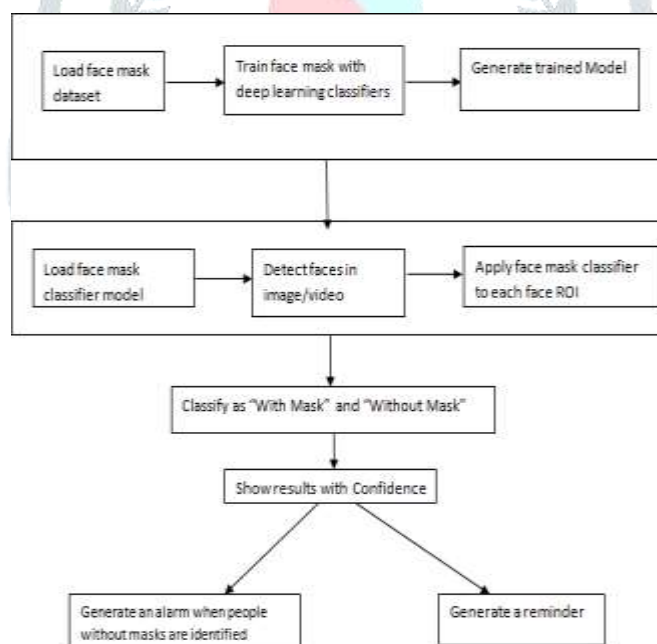 Load face mask
dataset
Train face mask with
deep learning classifiers
Generate trained Model
Load face mask
classifier model
Detect faces in
image/video
Apply face mask classifier
to each face ROI
Classify as "With Mask" and "Without Mask"
Show results with Confidence
Generate an alarm when people
without masks are identified
Generate a reminder